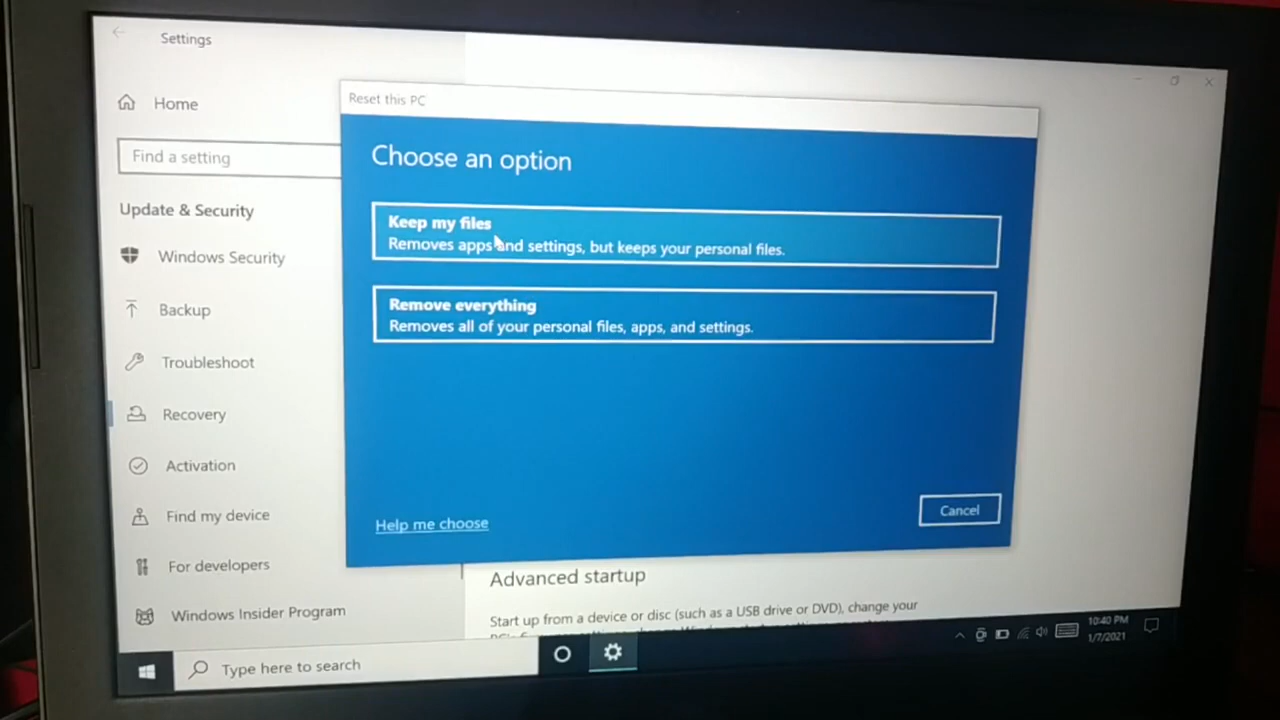 Settings
Home
Find a setting
Update & Security
Windows Security
Backup
Troubleshoot
Recovery
Activation
Find my device
For developers
Windows Insider Program
Reset this PC
Choose an option
Keep my files
Removes apps and settings, but keeps your personal files.
Remove everything
Removes all of your personal files, apps, and settings.
Help me choose
Cancel
Advanced startup
Start up from a device or disc (such as a USB drive or DVD), change your
Type here to search
10:40 PM
1/7/2021